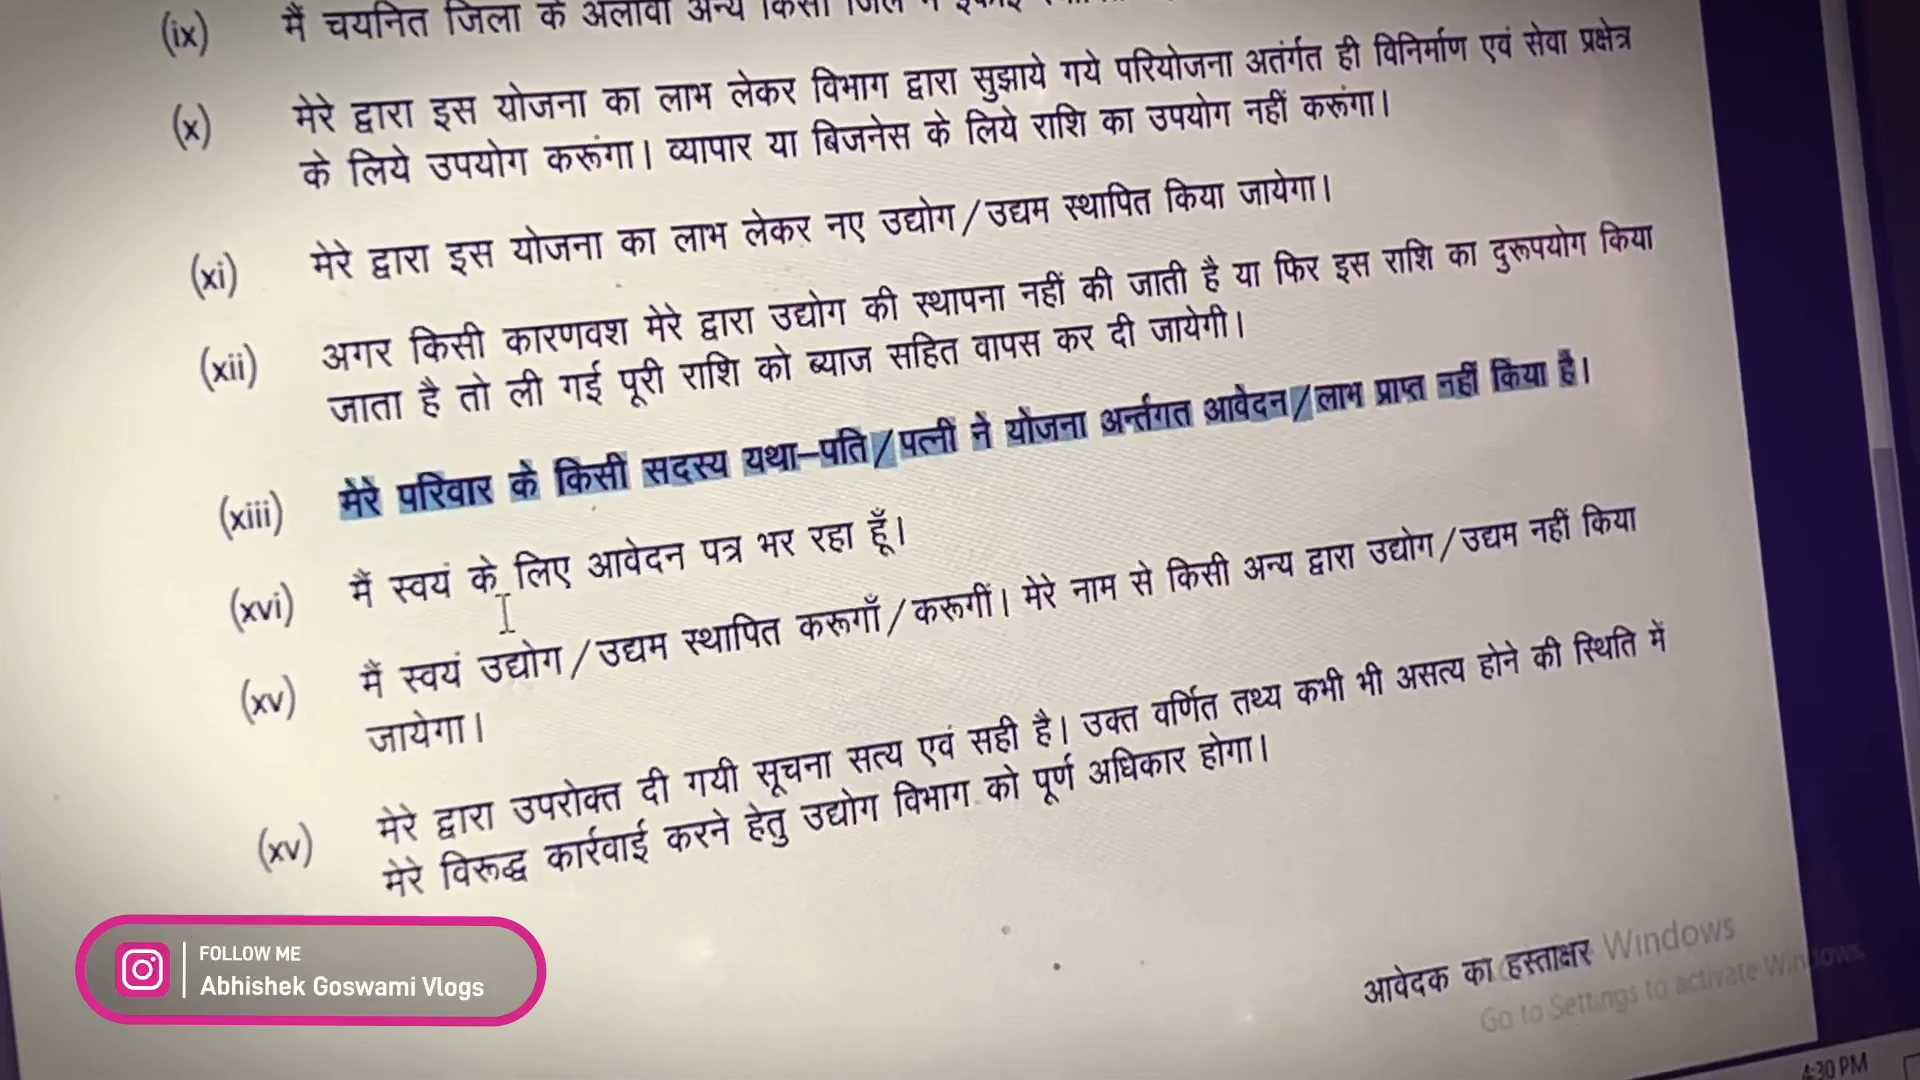 (ix) मैं चयनित जिला के अलावा अन्य किसी
(x) मेरे द्वारा इस योजना का लाभ लेकर विभाग द्वारा सुझाये गये परियोजना अतंर्गत ही विनिर्माण एवं सेवा प्रक्षेत्र
के लिये उपयोग करूंगा। व्यापार या बिजनेस के लिये राशि का उपयोग नहीं करूंगा।
(xi) मेरे द्वारा इस योजना का लाभ लेकर नए उद्योग/उद्यम स्थापित किया जायेगा।
(xii) अगर किसी कारणवश मेरे द्वारा उद्योग की स्थापना नहीं की जाती है या फिर इस राशि का दुरूपयोग किया
जाता है तो ली गई पूरी राशि को ब्याज सहित वापस कर दी जायेगी।
(xiii) मेरे परिवार के किसी सदस्य यथा–पति/पत्नी ने योजना अर्न्तगत आवेदन/लाभ प्राप्त नहीं किया है।
(xvi) मैं स्वयं के लिए आवेदन पत्र भर रहा हूँ।
(xv) मैं स्वयं उद्योग/उद्यम स्थापित करूगाँ/करूगीं। मेरे नाम से किसी अन्य द्वारा उद्योग/उद्यम नहीं किया
जायेगा।
(xv) मेरे द्वारा उपरोक्त दी गयी सूचना सत्य एवं सही है। उक्त वर्णित तथ्य कभी भी असत्य होने की स्थिति में
मेरे विरूद्ध कार्रवाई करने हेतु उद्योग विभाग को पूर्ण अधिकार होगा।
आवेदक का हस्ताक्षर Windows
Go to Settings to activate Windows.
4:30 PM
FOLLOW ME
Abhishek Goswami Vlogs